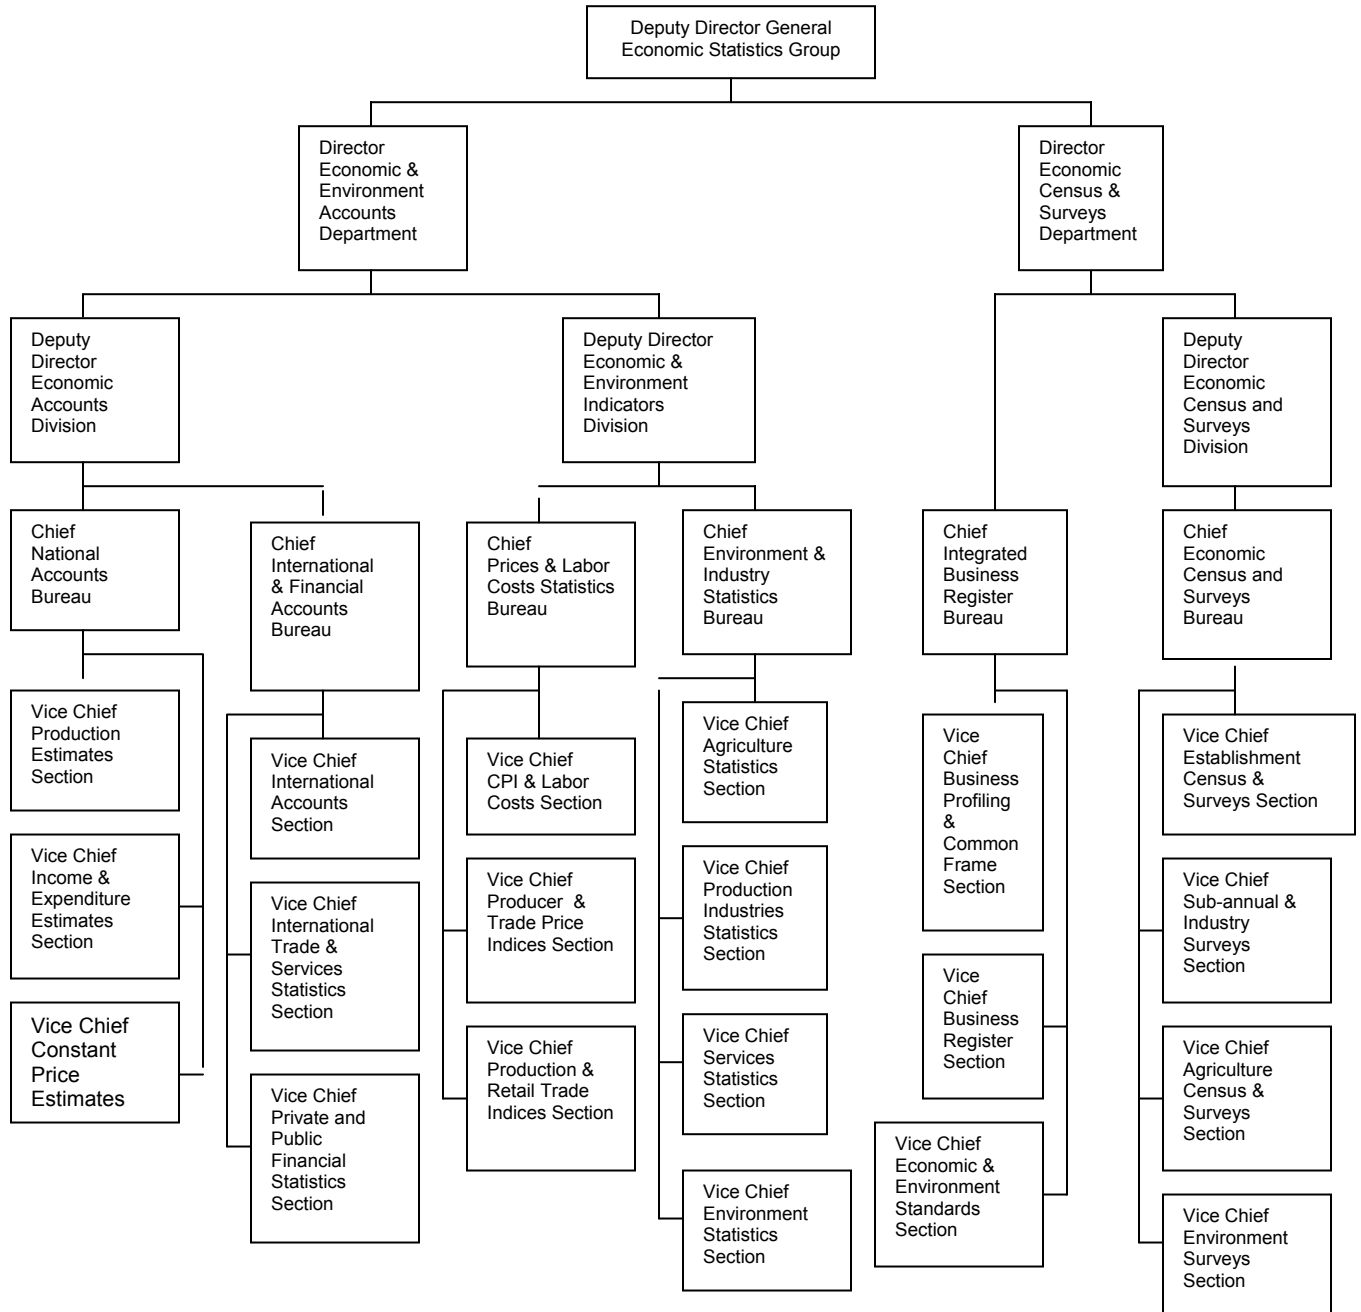 Deputy Director General
Economic Statistics Group
Director
Economic &
Environment
Accounts
Department
Director
Economic
Census &
Surveys
Department
Deputy
Director
Economic
Accounts
Division
Deputy Director
Economic &
Environment
Indicators
Division
Deputy
Director
Economic
Census and
Surveys
Division
Chief
National
Accounts
Bureau
Chief
International
& Financial
Accounts
Bureau
Chief
Prices & Labor
Costs Statistics
Bureau
Chief
Environment &
Industry
Statistics
Bureau
Chief
Integrated
Business
Register
Bureau
Chief
Economic
Census and
Surveys
Bureau
Vice Chief
Production
Estimates
Section
Vice Chief
Income &
Expenditure
Estimates
Section
Vice Chief
Constant
Price
Estimates
Vice Chief
International
Accounts
Section
Vice Chief
International
Trade &
Services
Statistics
Section
Vice Chief
Private and
Public
Financial
Statistics
Section
Vice Chief
CPI & Labor
Costs Section
Vice Chief
Producer &
Trade Price
Indices Section
Vice Chief
Production &
Retail Trade
Indices Section
Vice Chief
Agriculture
Statistics
Section
Vice Chief
Production
Industries
Statistics
Section
Vice Chief
Services
Statistics
Section
Vice Chief
Environment
Statistics
Section
Vice
Chief
Business
Profiling
&
Common
Frame
Section
Vice
Chief
Business
Register
Section
Vice Chief
Economic &
Environment
Standards
Section
Vice Chief
Establishment
Census &
Surveys Section
Vice Chief
Sub-annual &
Industry
Surveys
Section
Vice Chief
Agriculture
Census &
Surveys
Section
Vice Chief
Environment
Surveys
Section